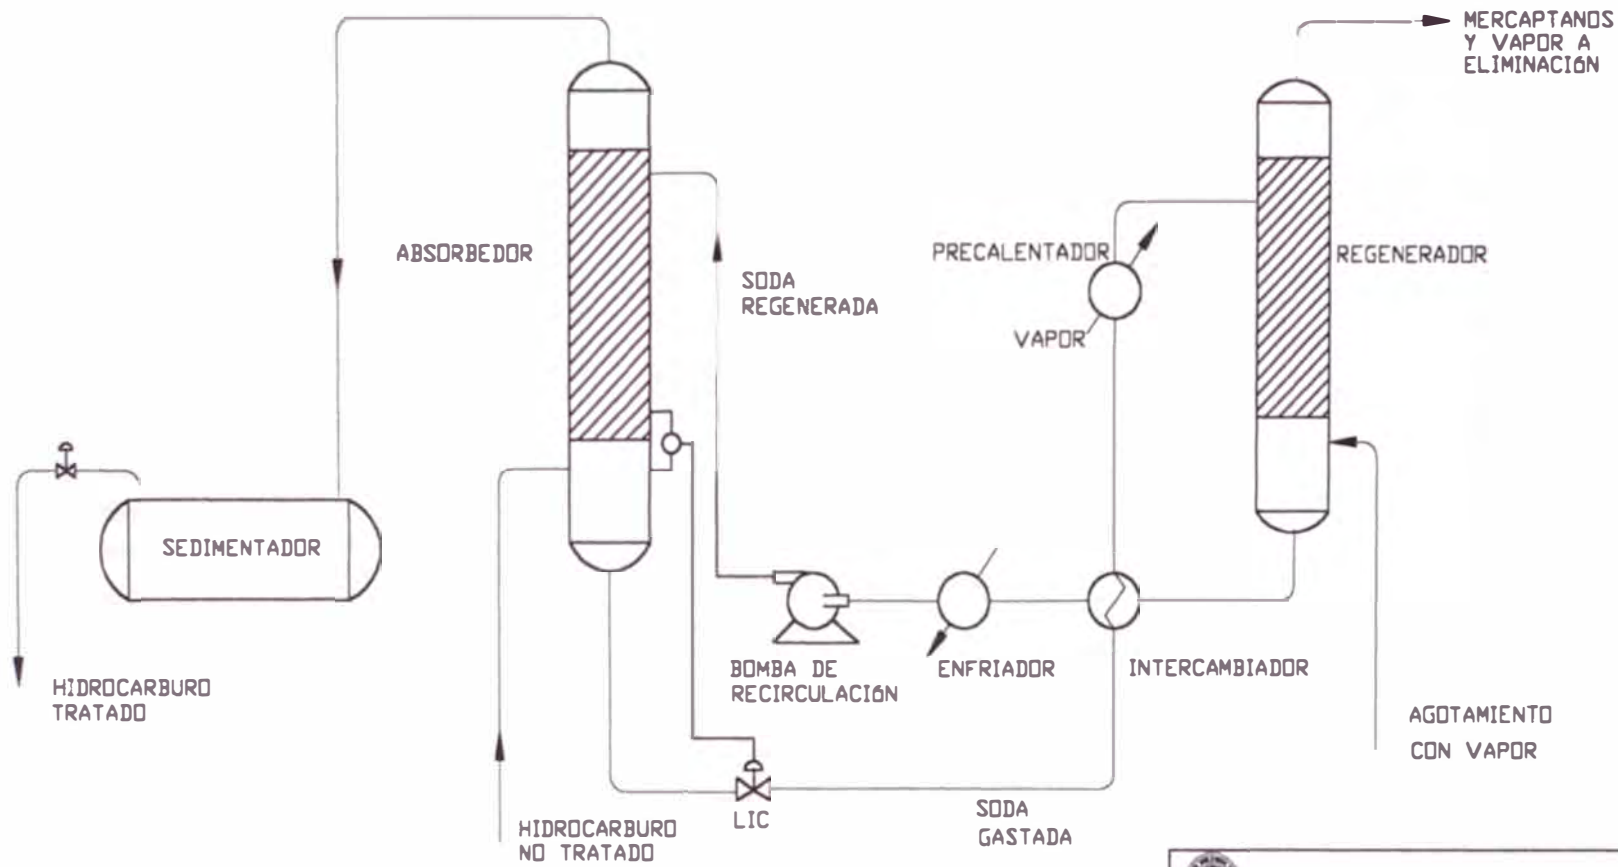 MERCAPTANOS
Y VAPOR A
ELIMINACIÓN
ABSORBEDOR
SODA
REGENERADA
PRECALENTADOR
VAPOR
REGENERADOR
SEDIMENTADOR
HIDROCARBURO
TRATADO
BOMBA DE
RECIRCULACIÓN
ENFRIADOR
INTERCAMBIADOR
AGOTAMIENTO
CON VAPOR
LIC
SODA
GASTADA
HIDROCARBURO
NO TRATADO